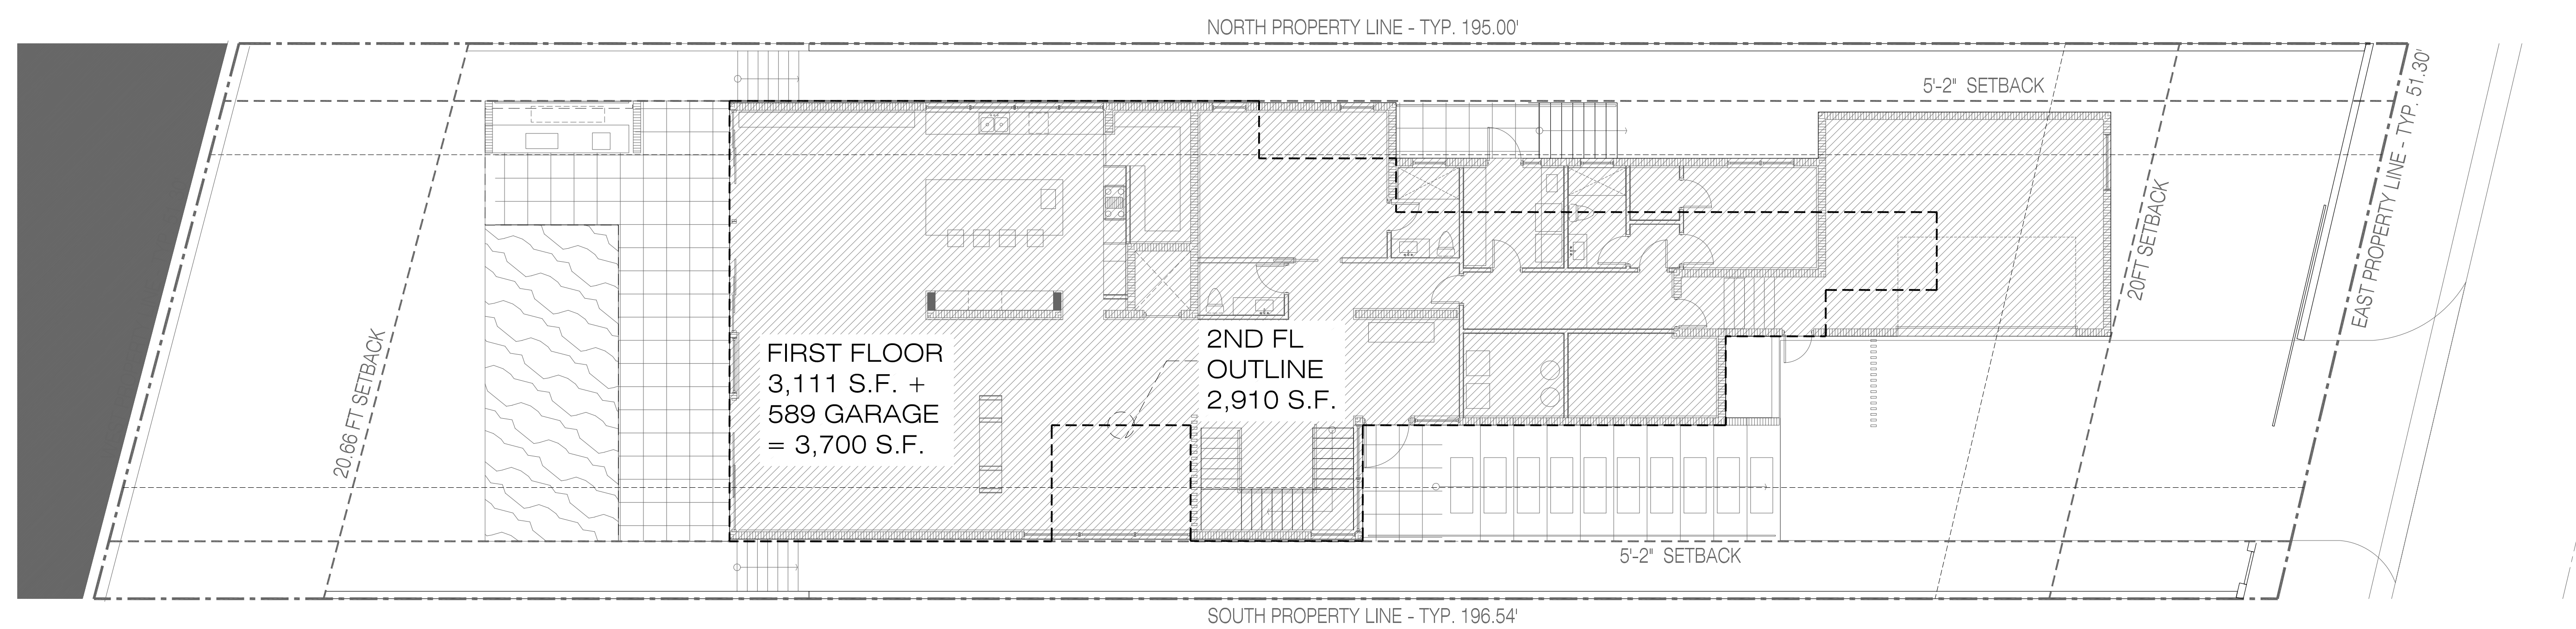 NORTH PROPERTY LINE - TYP. 195.00'
5'-2" SETBACK
EAST PROPERTY LINE - TYP. 51.30'
20FT SETBACK
20.66 FT SETBACK
FIRST FLOOR
3,111 S.F. +
589 GARAGE
= 3,700 S.F.
2ND FL
OUTLINE
2,910 S.F.
5'-2" SETBACK
SOUTH PROPERTY LINE - TYP. 196.54'